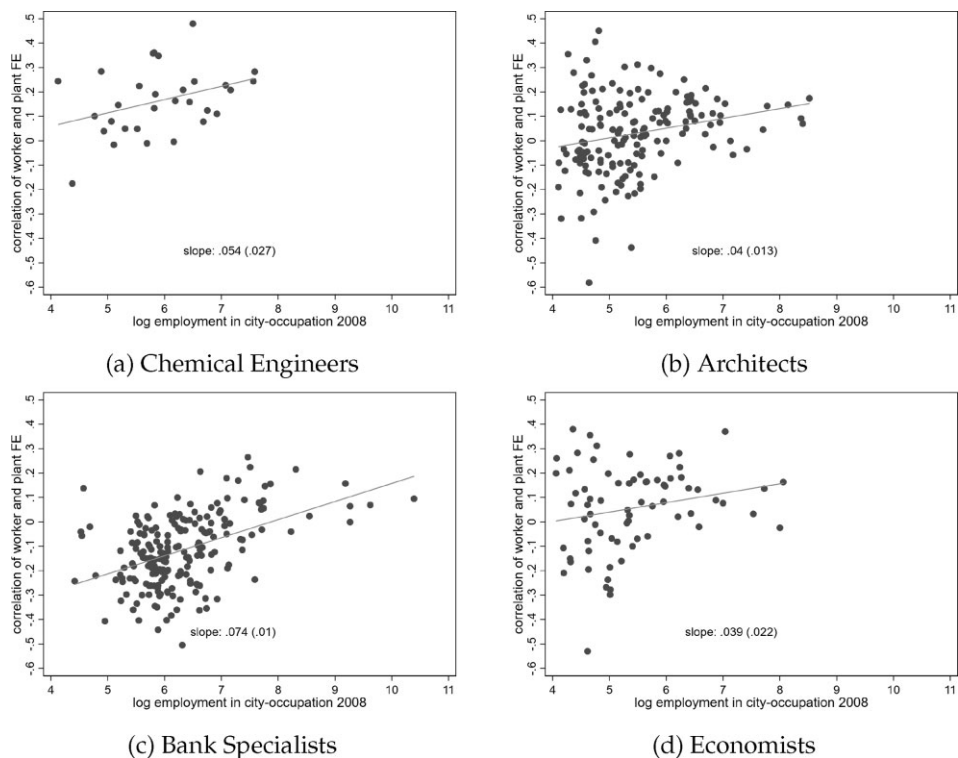 correlation of worker and plant FE
-.6 -.5 -.4 -.3 -.2 -.1 0 .1 .2 .3 .4 .5
slope: .054 (.027)
4 5 6 7 8 9 10 11
log employment in city-occupation 2008
(a) Chemical Engineers
correlation of worker and plant FE
-.6 -.5 -.4 -.3 -.2 -.1 0 .1 .2 .3 .4 .5
slope: .04 (.013)
4 5 6 7 8 9 10 11
log employment in city-occupation 2008
(b) Architects
correlation of worker and plant FE
-.6 -.5 -.4 -.3 -.2 -.1 0 .1 .2 .3 .4 .5
slope: .074 (.01)
4 5 6 7 8 9 10 11
log employment in city-occupation 2008
(c) Bank Specialists
correlation of worker and plant FE
-.6 -.5 -.4 -.3 -.2 -.1 0 .1 .2 .3 .4 .5
slope: .039 (.022)
4 5 6 7 8 9 10 11
log employment in city-occupation 2008
(d) Economists